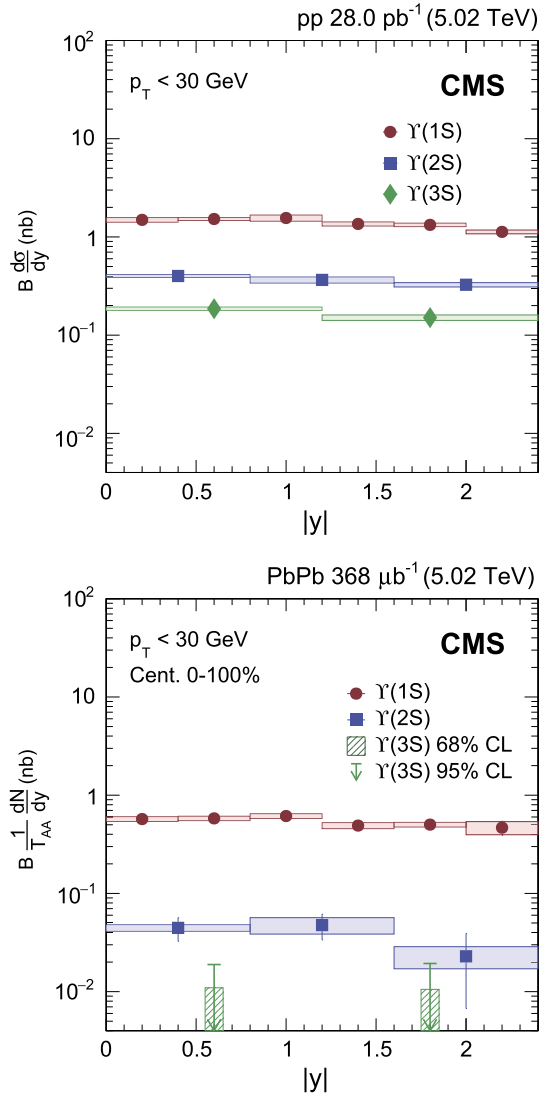 pp 28.0 pb⁻¹ (5.02 TeV)
10²
p_T < 30 GeV
CMS
ϒ(1S)
10
ϒ(2S)
ϒ(3S)
B dσ/dy (nb)
1
10⁻¹
10⁻²
0 0.5 1 1.5 2
|y|
PbPb 368 μb⁻¹ (5.02 TeV)
10²
p_T < 30 GeV
CMS
Cent. 0-100%
ϒ(1S)
10
ϒ(2S)
ϒ(3S) 68% CL
ϒ(3S) 95% CL
B 1/T_AA dN/dy (nb)
1
10⁻¹
10⁻²
0 0.5 1 1.5 2
|y|